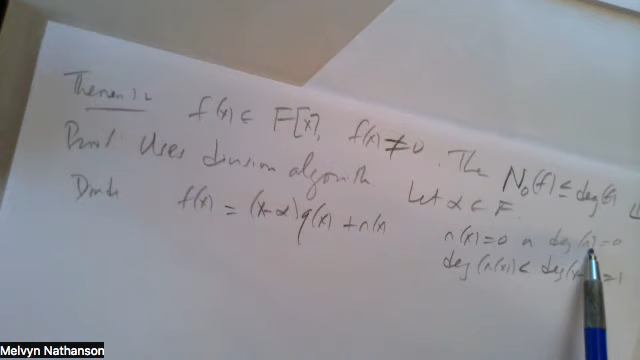 Theorem 12 f(x) ∈ F[x], f(x) ≠ 0. The N₀(f) ≤ deg(f)
Proof: Uses division algorithm Let α ∈ F.
f(x) = (x-α)q(x) + r(x)
r(x) = 0 or deg(r) = 0
deg(r(x)) < deg(x- = 1
Melvyn Nathanson